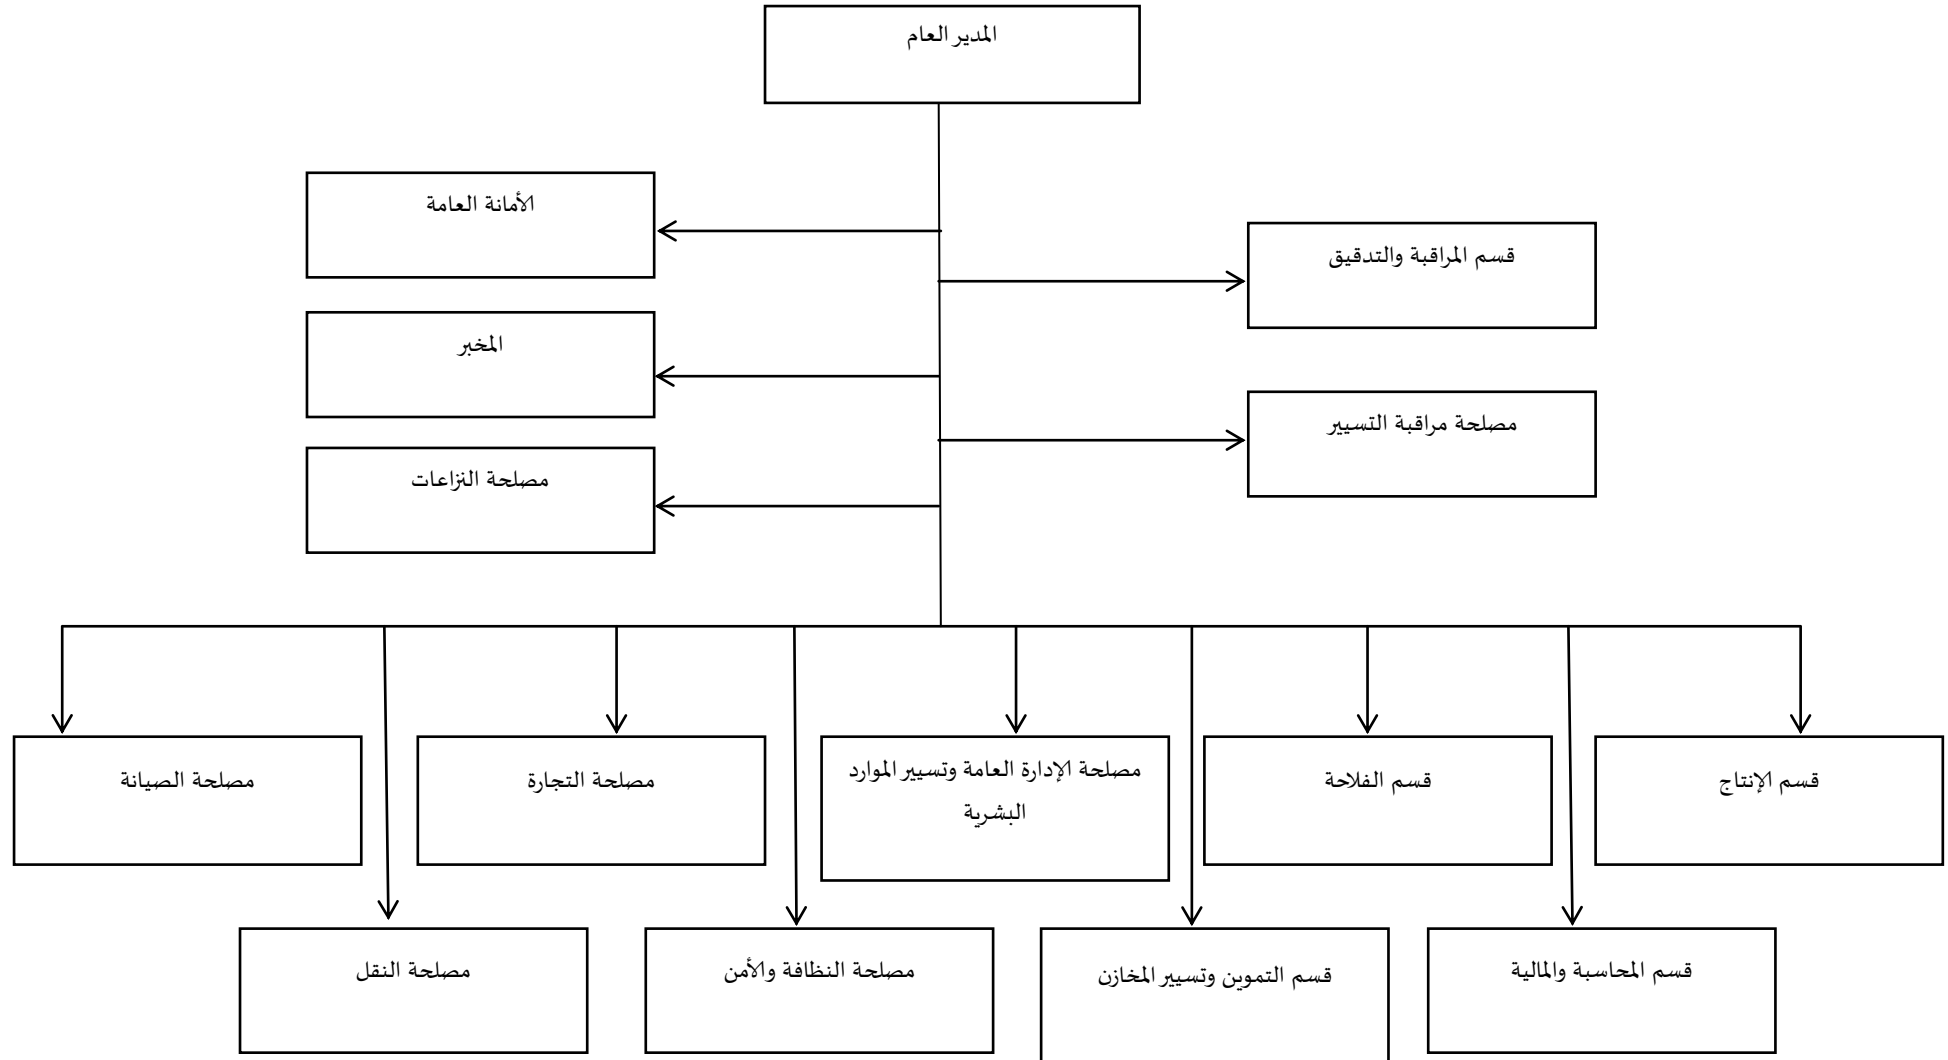 المدير العام
الأمانة العامة
قسم المراقبة والتدقيق
المخبر
مصلحة مراقبة التسيير
مصلحة النزاعات
قسم الإنتاج
قسم الفلاحة
مصلحة الإدارة العامة وتسيير الموارد
البشرية
مصلحة التجارة
مصلحة الصيانة
قسم المحاسبة والمالية
قسم التموين وتسيير المخازن
مصلحة النظافة والأمن
مصلحة النقل